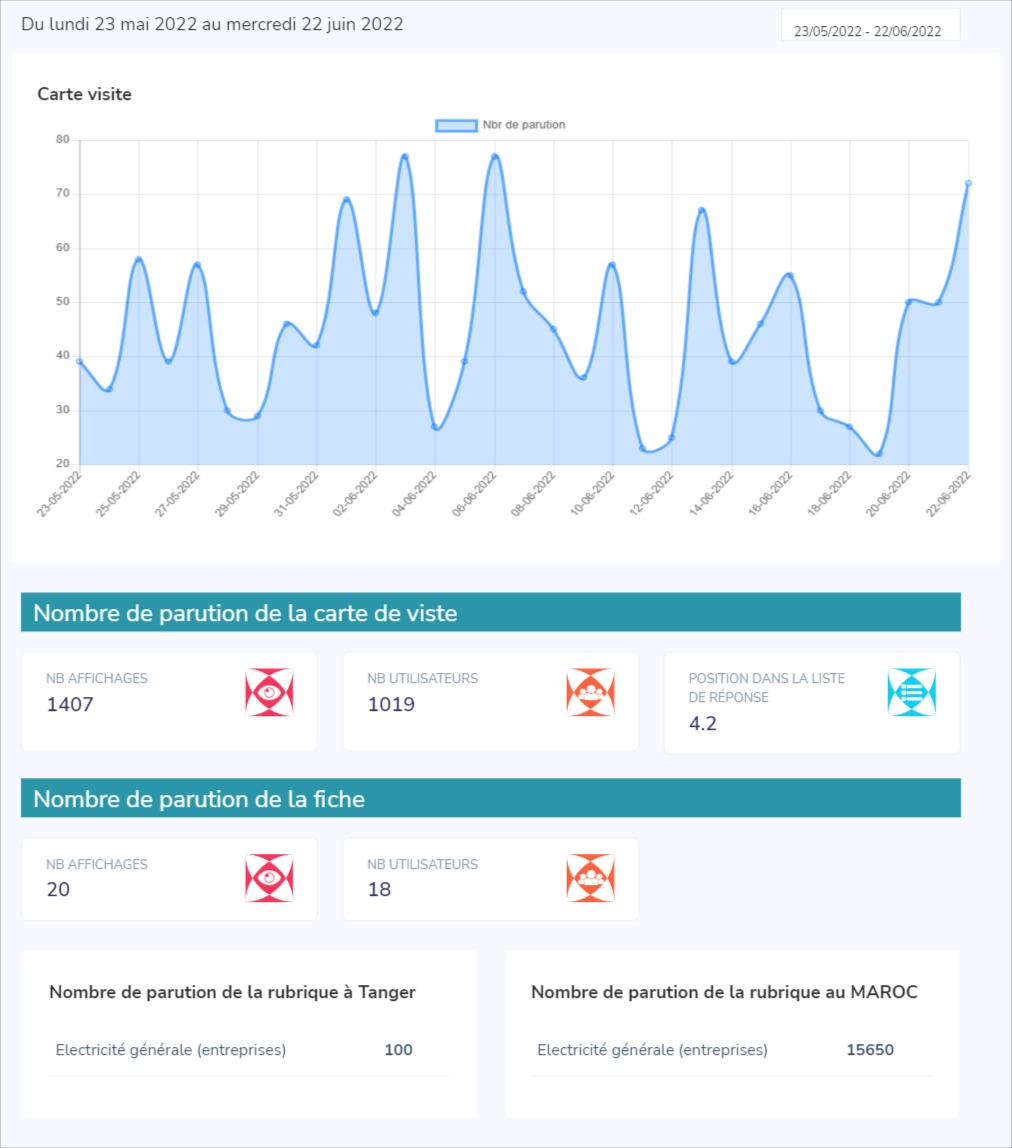 Du lundi 23 mai 2022 au mercredi 22 juin 2022
23/05/2022 - 22/06/2022
Carte visite
Nbr de parution
80
70
60
50
40
30
20
23-05-2022
25-05-2022
27-05-2022
29-05-2022
31-05-2022
02-06-2022
04-06-2022
06-06-2022
08-06-2022
10-06-2022
12-06-2022
14-06-2022
16-06-2022
18-06-2022
20-06-2022
22-06-2022
Nombre de parution de la carte de viste
NB AFFICHAGES
1407
NB UTILISATEURS
1019
POSITION DANS LA LISTE
DE RÉPONSE
4.2
Nombre de parution de la fiche
NB AFFICHAGES
20
NB UTILISATEURS
18
Nombre de parution de la rubrique à Tanger
Electricité générale (entreprises) 100
Nombre de parution de la rubrique au MAROC
Electricité générale (entreprises) 15650